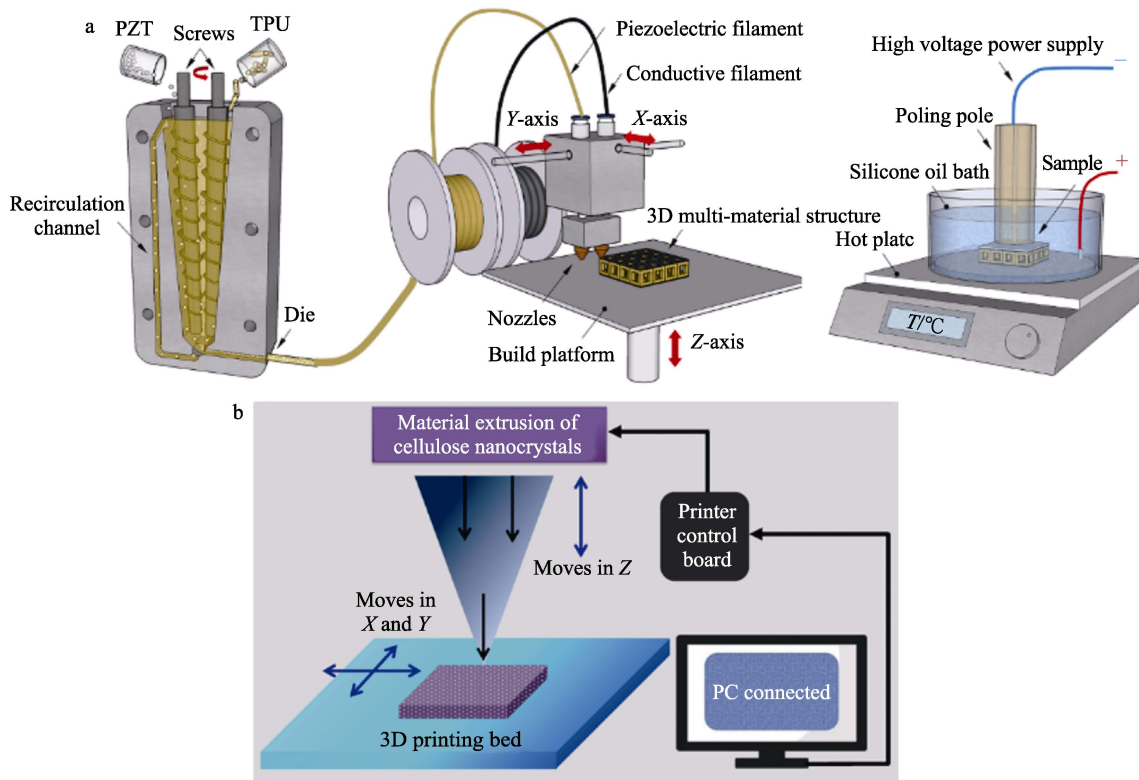 a
PZT
Screws
TPU
Recirculation
channel
Die
Piezoelectric filament
Conductive filament
Y-axis
X-axis
3D multi-material structure
Nozzles
Build platform
Z-axis
High voltage power supply
−
Poling pole
Sample
+
Silicone oil bath
Hot platc
T/°C
b
Material extrusion of
cellulose nanocrystals
Printer
control
board
Moves in Z
Moves in
X and Y
PC connected
3D printing bed